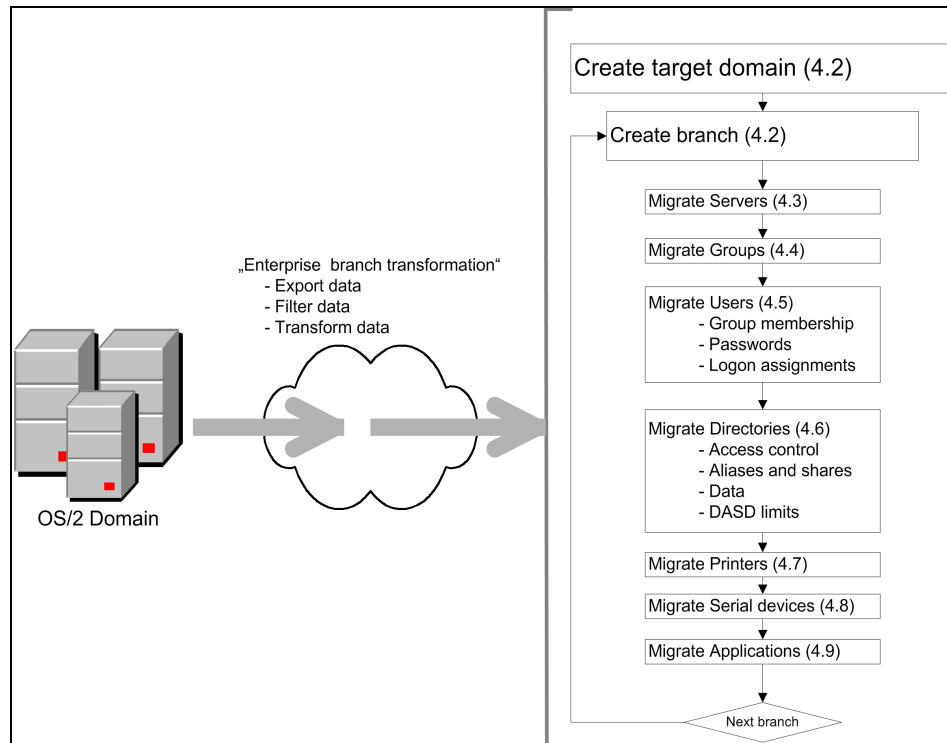 OS/2 Domain
„Enterprise branch transformation“
- Export data
- Filter data
- Transform data
Create target domain (4.2)
Create branch (4.2)
Migrate Servers (4.3)
Migrate Groups (4.4)
Migrate Users (4.5)
- Group membership
- Passwords
- Logon assignments
Migrate Directories (4.6)
- Access control
- Aliases and shares
- Data
- DASD limits
Migrate Printers (4.7)
Migrate Serial devices (4.8)
Migrate Applications (4.9)
Next branch